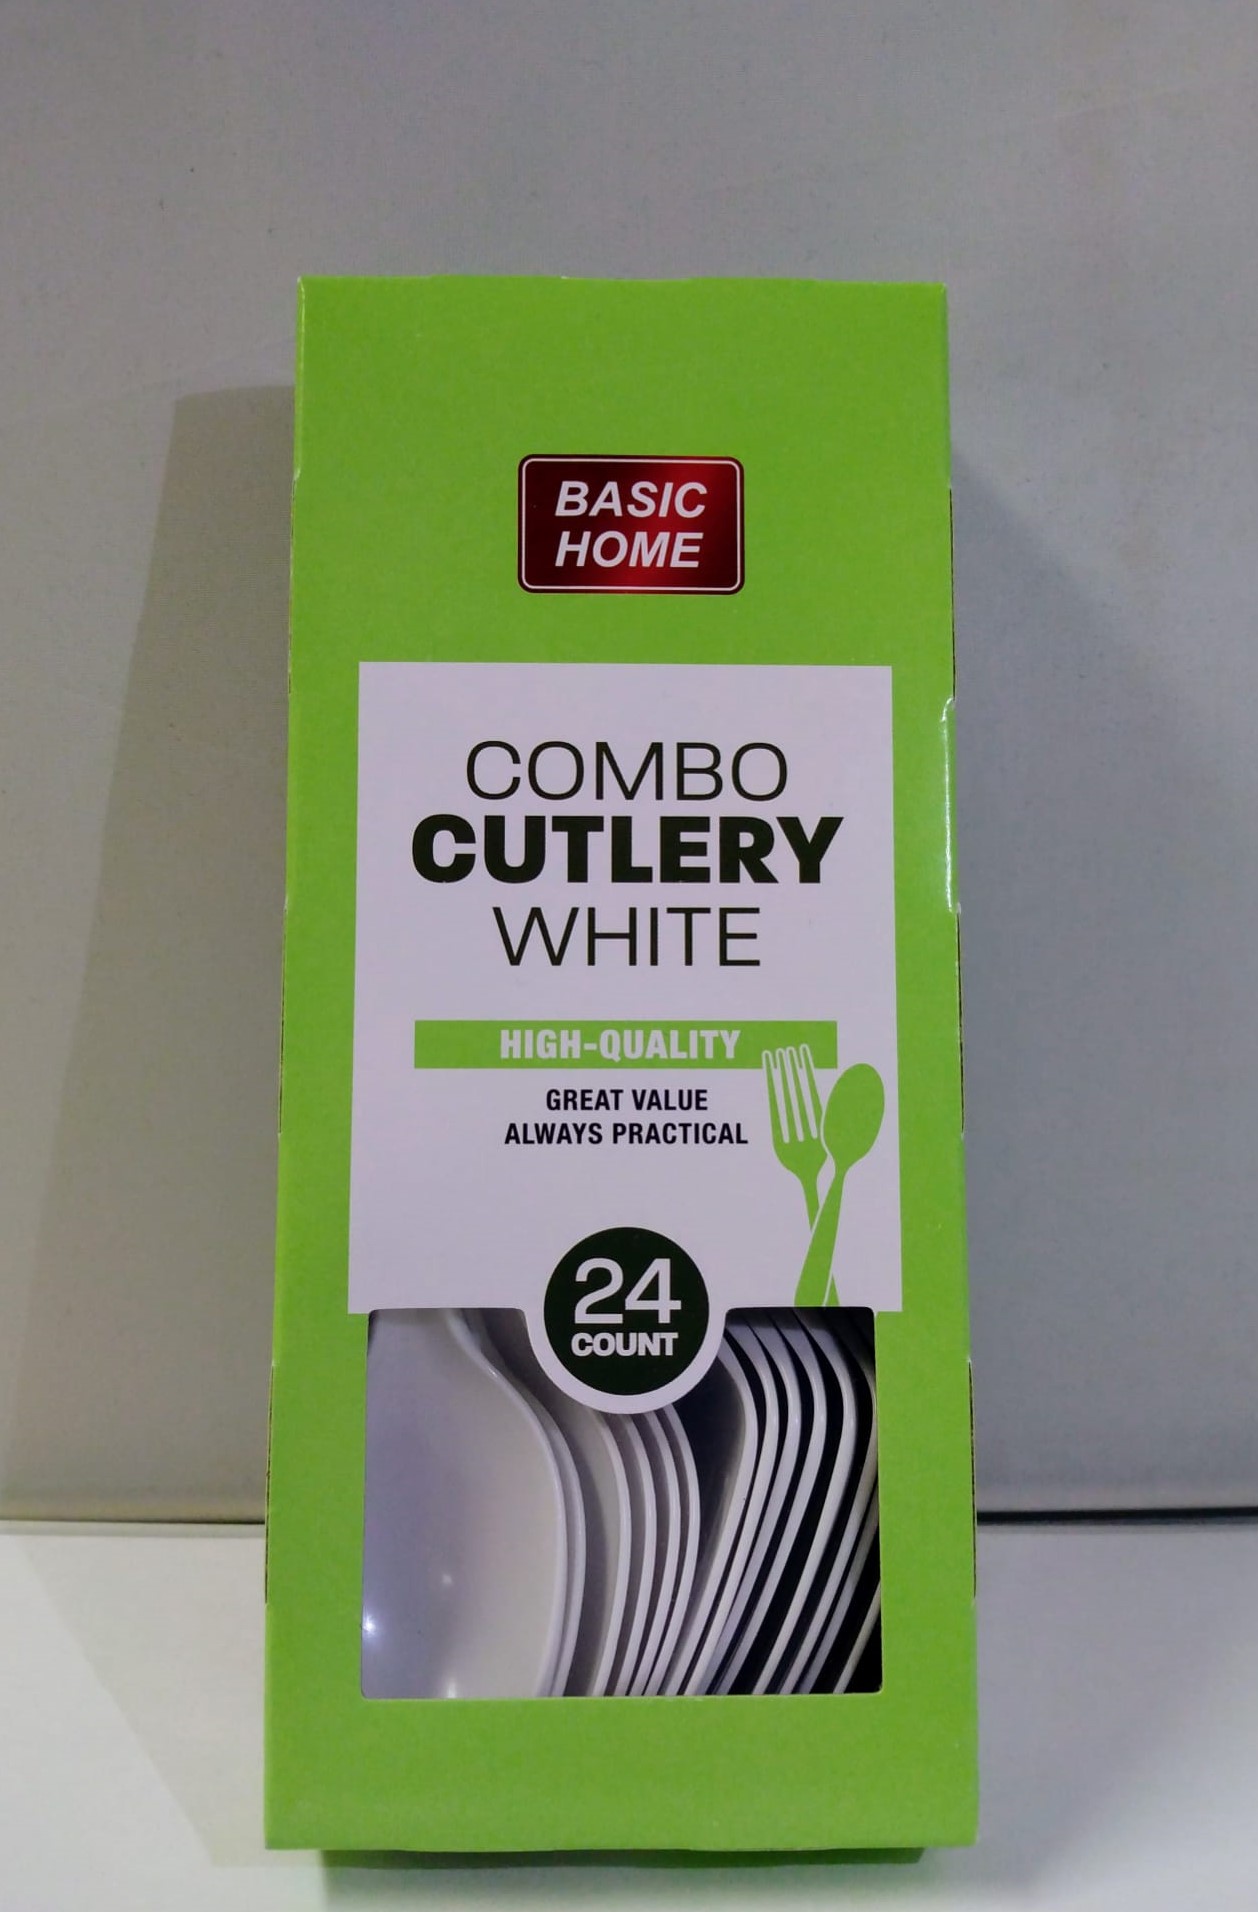 BASIC
HOME
COMBO
CUTLERY
WHITE
HIGH-QUALITY
GREAT VALUE
ALWAYS PRACTICAL
24
COUNT